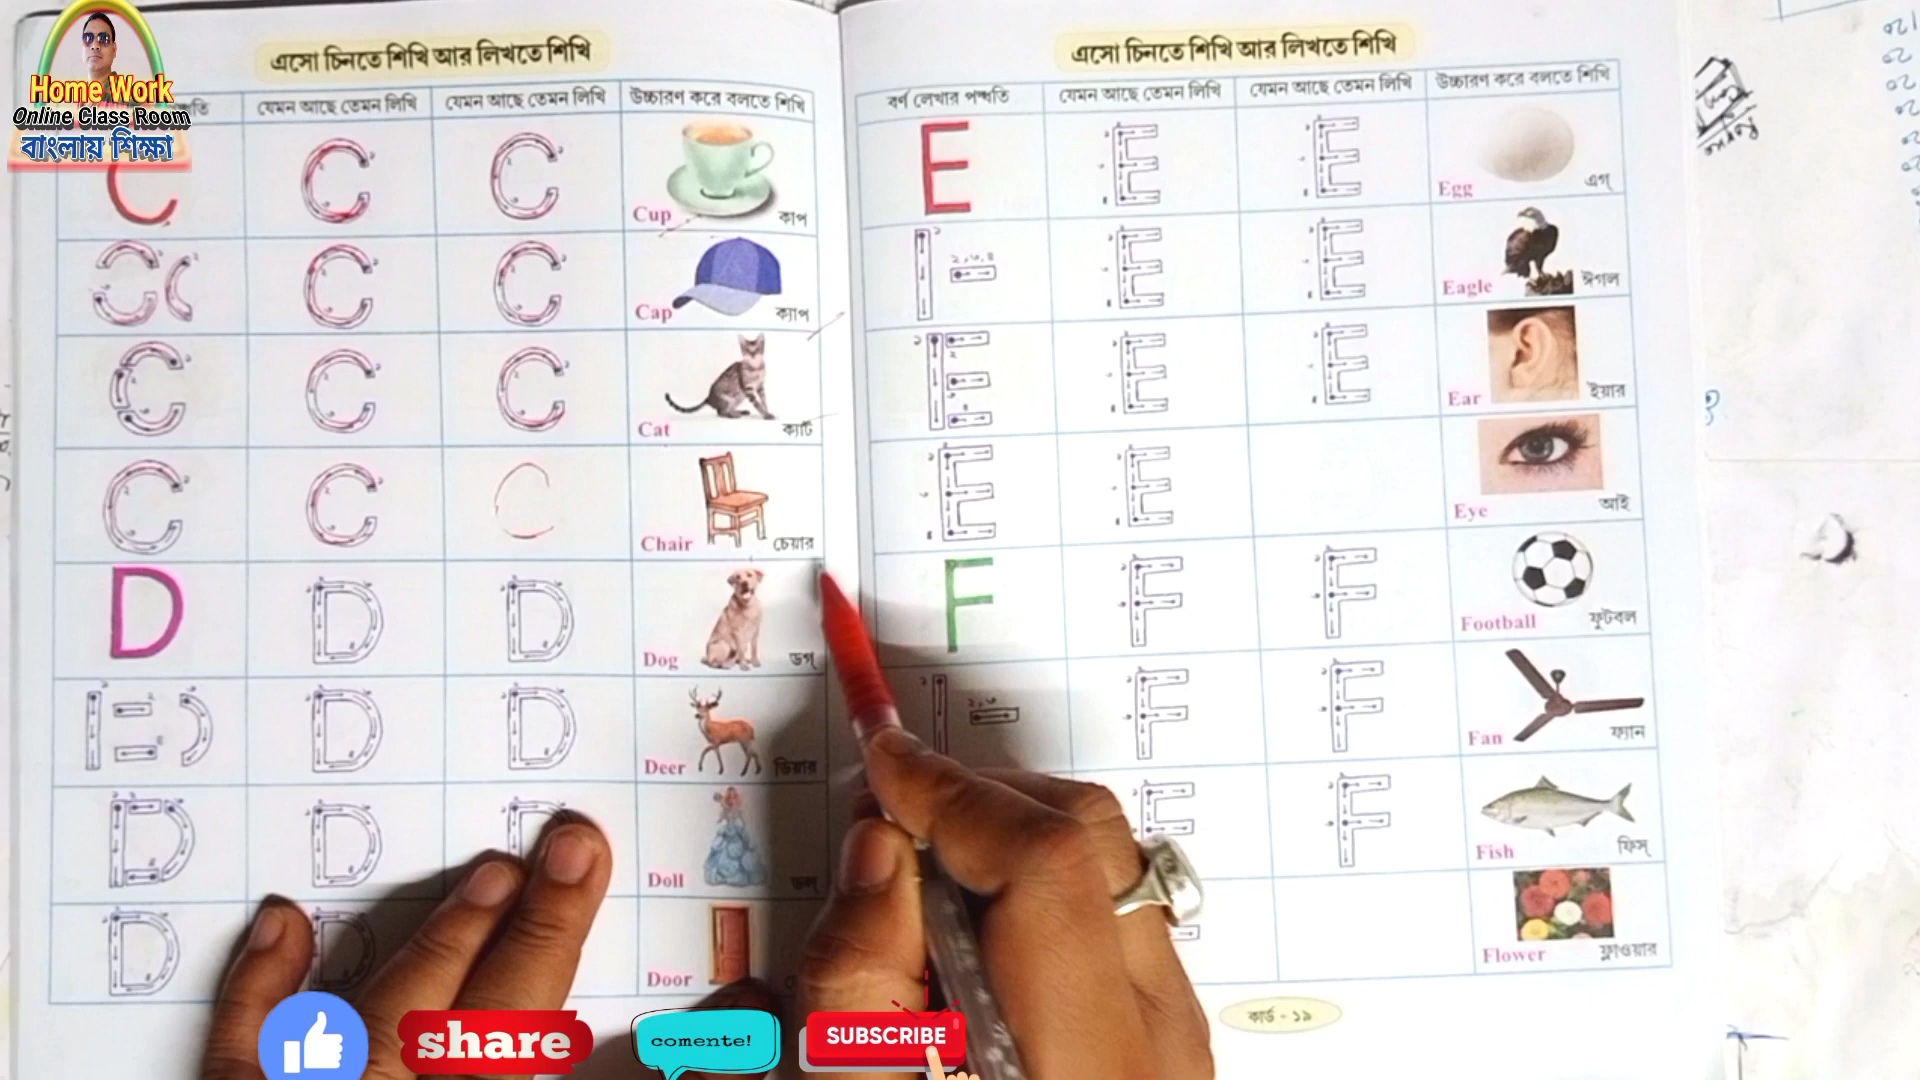 Home Work
Online Class Room
বাংলায় শিক্ষা
এসো চিনতে শিখি আর লিখতে শিখি
যেমন আছে তেমন লিখি
যেমন আছে তেমন লিখি
উচ্চারণ করে বলতে শিখি
C C C
Cup কাপ
C C
Cap ক্যাপ
C C C
Cat ক্যাট
C C C
Chair চেয়ার
D D D
Dog ডগ্
D D
Deer ডিয়ার
D D D
Doll ডল্
D D
Door
এসো চিনতে শিখি আর লিখতে শিখি
বর্ণ লেখার পদ্ধতি
যেমন আছে তেমন লিখি
যেমন আছে তেমন লিখি
উচ্চারণ করে বলতে শিখি
E E E
Egg এগ্
E E
Eagle ঈগল
E E E
Ear ইয়ার
E E
Eye আই
F F F
Football ফুটবল
F F
Fan ফ্যান
F F
Fish ফিস্
Flower ফ্লাওয়ার
কার্ড - ১৯
share
comente!
SUBSCRIBE